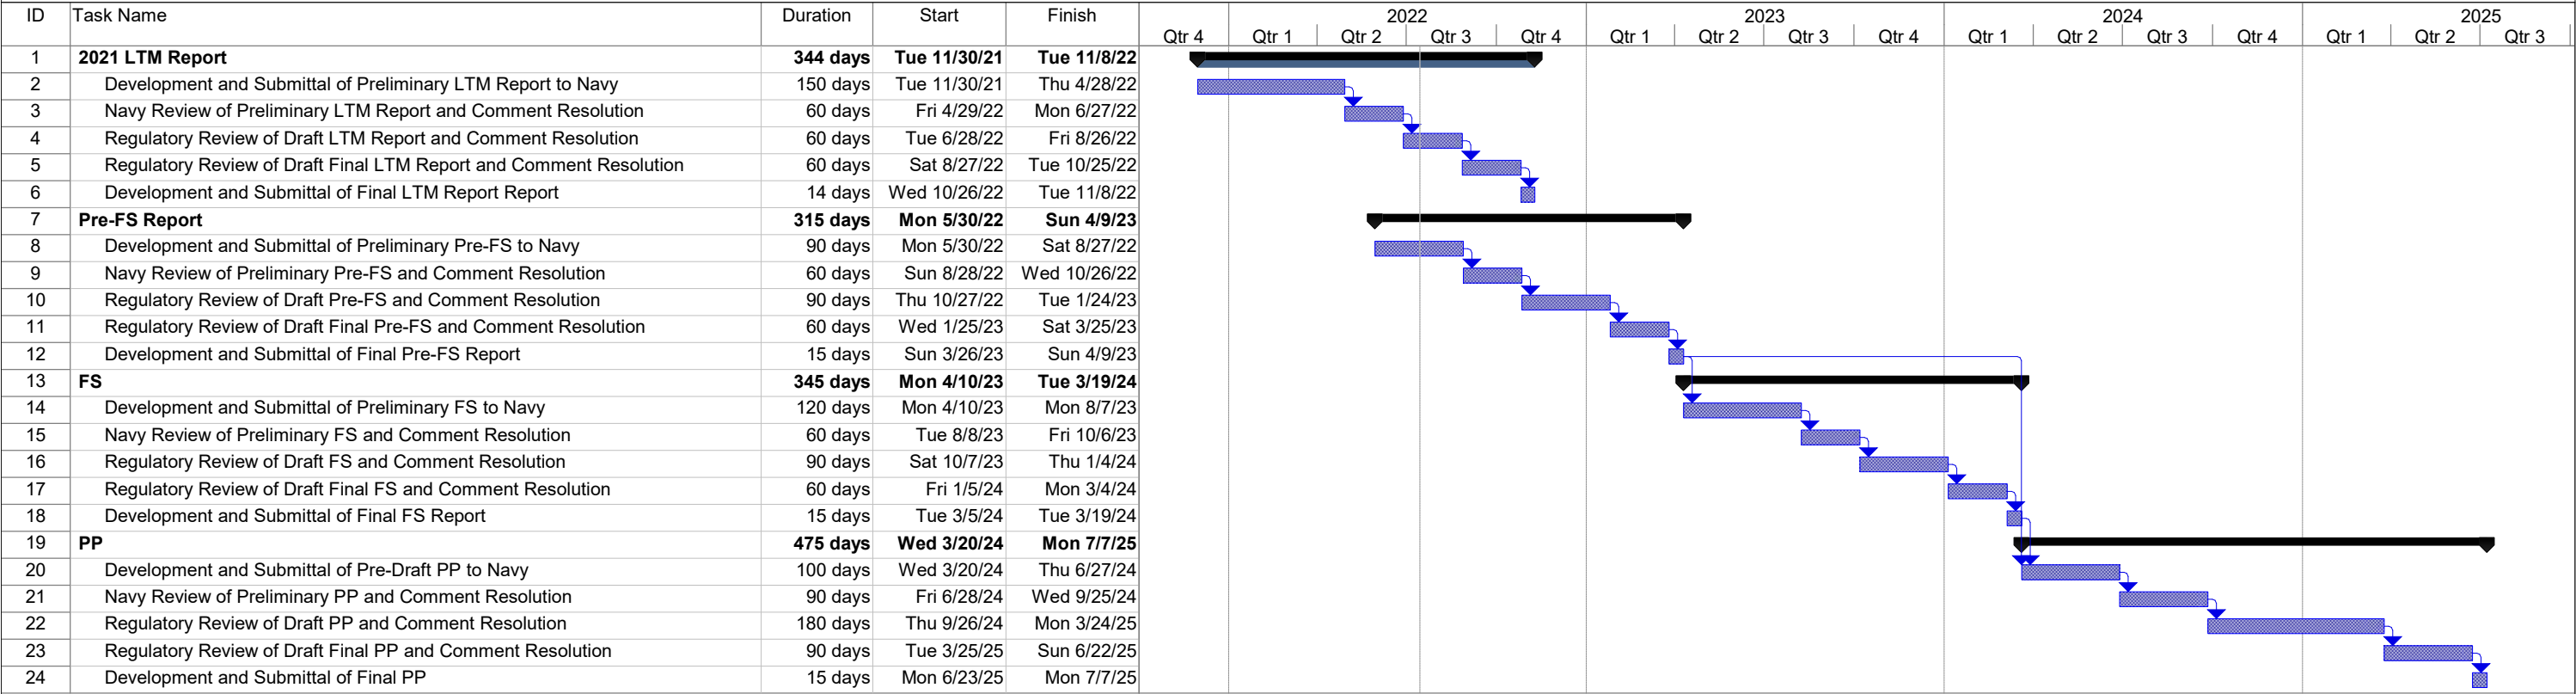 ID Task Name Duration Start Finish 2022 2023 2024 2025
Qtr 4 Qtr 1 Qtr 2 Qtr 3 Qtr 4 Qtr 1 Qtr 2 Qtr 3 Qtr 4 Qtr 1 Qtr 2 Qtr 3 Qtr 4 Qtr 1 Qtr 2 Qtr 3
1 2021 LTM Report 344 days Tue 11/30/21 Tue 11/8/22
2 Development and Submittal of Preliminary LTM Report to Navy 150 days Tue 11/30/21 Thu 4/28/22
3 Navy Review of Preliminary LTM Report and Comment Resolution 60 days Fri 4/29/22 Mon 6/27/22
4 Regulatory Review of Draft LTM Report and Comment Resolution 60 days Tue 6/28/22 Fri 8/26/22
5 Regulatory Review of Draft Final LTM Report and Comment Resolution 60 days Sat 8/27/22 Tue 10/25/22
6 Development and Submittal of Final LTM Report Report 14 days Wed 10/26/22 Tue 11/8/22
7 Pre-FS Report 315 days Mon 5/30/22 Sun 4/9/23
8 Development and Submittal of Preliminary Pre-FS to Navy 90 days Mon 5/30/22 Sat 8/27/22
9 Navy Review of Preliminary Pre-FS and Comment Resolution 60 days Sun 8/28/22 Wed 10/26/22
10 Regulatory Review of Draft Pre-FS and Comment Resolution 90 days Thu 10/27/22 Tue 1/24/23
11 Regulatory Review of Draft Final Pre-FS and Comment Resolution 60 days Wed 1/25/23 Sat 3/25/23
12 Development and Submittal of Final Pre-FS Report 15 days Sun 3/26/23 Sun 4/9/23
13 FS 345 days Mon 4/10/23 Tue 3/19/24
14 Development and Submittal of Preliminary FS to Navy 120 days Mon 4/10/23 Mon 8/7/23
15 Navy Review of Preliminary FS and Comment Resolution 60 days Tue 8/8/23 Fri 10/6/23
16 Regulatory Review of Draft FS and Comment Resolution 90 days Sat 10/7/23 Thu 1/4/24
17 Regulatory Review of Draft Final FS and Comment Resolution 60 days Fri 1/5/24 Mon 3/4/24
18 Development and Submittal of Final FS Report 15 days Tue 3/5/24 Tue 3/19/24
19 PP 475 days Wed 3/20/24 Mon 7/7/25
20 Development and Submittal of Pre-Draft PP to Navy 100 days Wed 3/20/24 Thu 6/27/24
21 Navy Review of Preliminary PP and Comment Resolution 90 days Fri 6/28/24 Wed 9/25/24
22 Regulatory Review of Draft PP and Comment Resolution 180 days Thu 9/26/24 Mon 3/24/25
23 Regulatory Review of Draft Final PP and Comment Resolution 90 days Tue 3/25/25 Sun 6/22/25
24 Development and Submittal of Final PP 15 days Mon 6/23/25 Mon 7/7/25